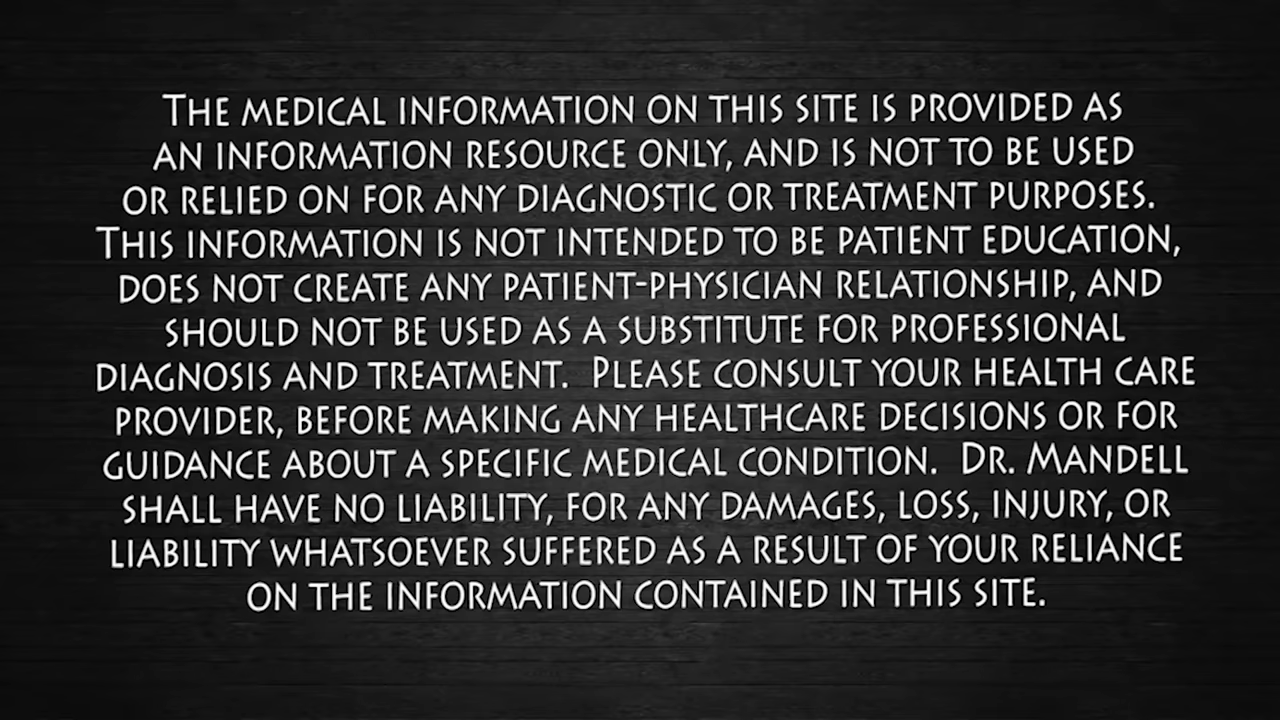 The medical information on this site is provided as
an information resource only, and is not to be used
or relied on for any diagnostic or treatment purposes.
This information is not intended to be patient education,
does not create any patient-physician relationship, and
should not be used as a substitute for professional
diagnosis and treatment.  Please consult your health care
provider, before making any healthcare decisions or for
guidance about a specific medical condition.  Dr. Mandell
shall have no liability, for any damages, loss, injury, or
liability whatsoever suffered as a result of your reliance
on the information contained in this site.